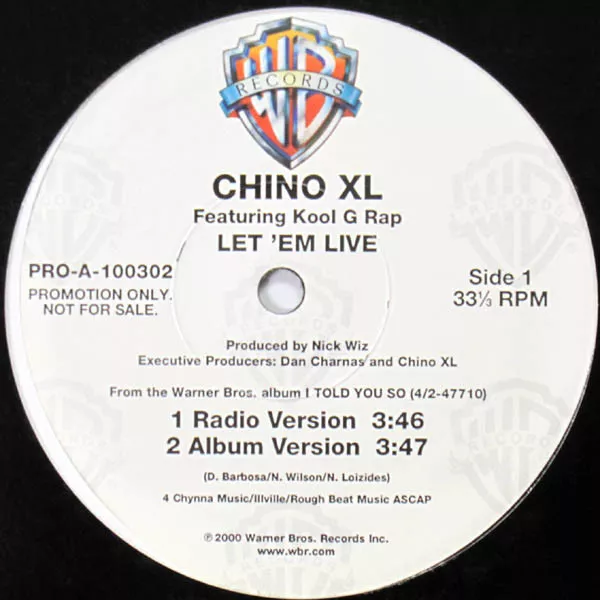 WB
RECORDS
CHINO XL
Featuring Kool G Rap
LET 'EM LIVE
PRO-A-100302
PROMOTION ONLY.
NOT FOR SALE.
Side 1
33⅓ RPM
Produced by Nick Wiz
Executive Producers: Dan Charnas and Chino XL
From the Warner Bros. album I TOLD YOU SO (4/2-47710)
1 Radio Version 3:46
2 Album Version 3:47
(D. Barbosa/N. Wilson/N. Loizides)
4 Chynna Music/Illville/Rough Beat Music ASCAP
℗2000 Warner Bros. Records Inc.
www.wbr.com